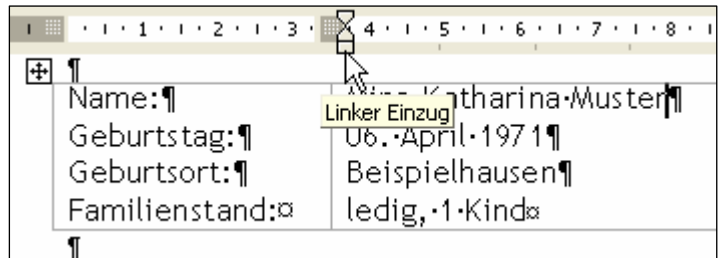 1 · 2 · 3 · 4 · 5 · 6 · 7 · 8
¶
Name:¶ Katharina·Muster¶
Linker Einzug
Geburtstag:¶ 06.·April·1971¶
Geburtsort:¶ Beispielhausen¶
Familienstand:¤ ledig,·1·Kind¤
¶